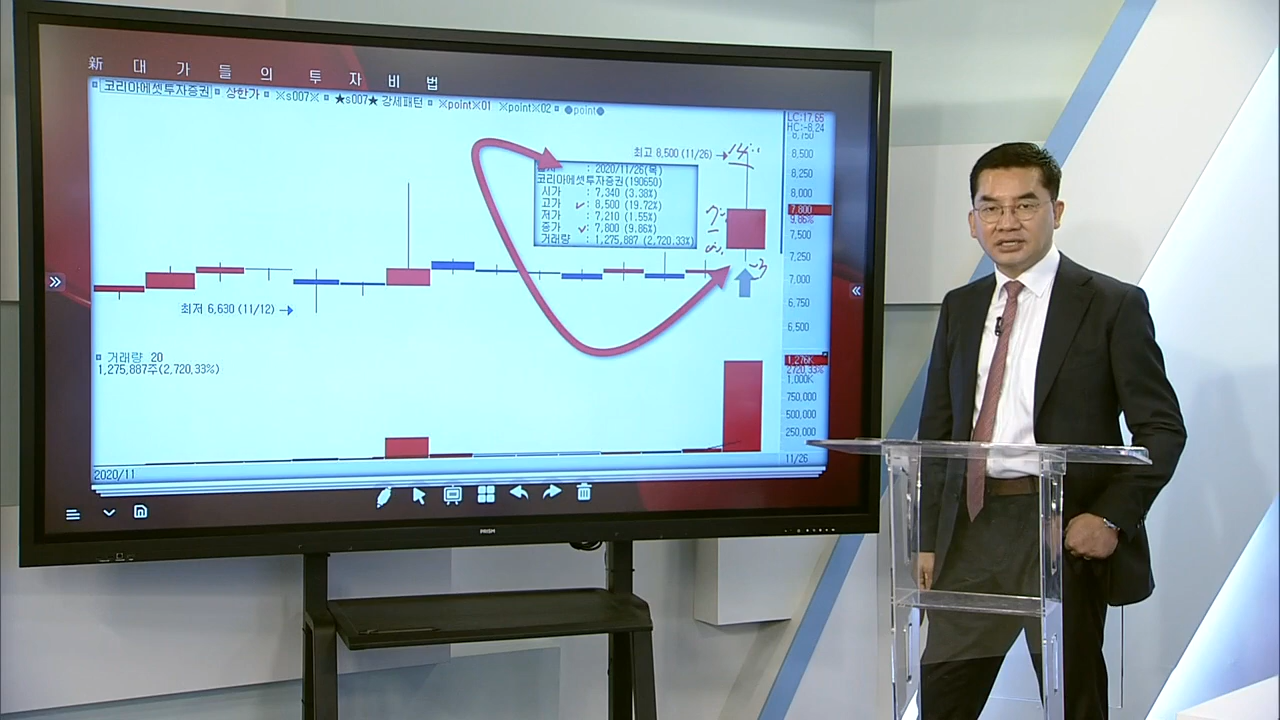 新 대 가 들 의 투 자 비 법
코리아에셋투자증권 상한가 ※s007※ ★s007★ 강세패턴 ※point※01 ※point※02 ●point●
LC:17,65
HC:-8,24
8,750
최고 8,500 (11/26)
8,500
: 2020/11/26(목)
코리아에셋투자증권(190650)
시가 : 7,340 (3.38%)
고가 : 8,500 (19.72%)
저가 : 7,210 (1.55%)
종가 : 7,800 (9.86%)
거래량 : 1,275,887 (2,720.33%)
8,250
8,000
7,800
9.86%
7,500
7,250
7,000
6,750
6,500
최저 6,630 (11/12)
거래량 20
1,275,887주(2,720.33%)
1,276K
2720.33%
1,000K
750,000
500,000
250,000
2020/11
11/26
PRISM